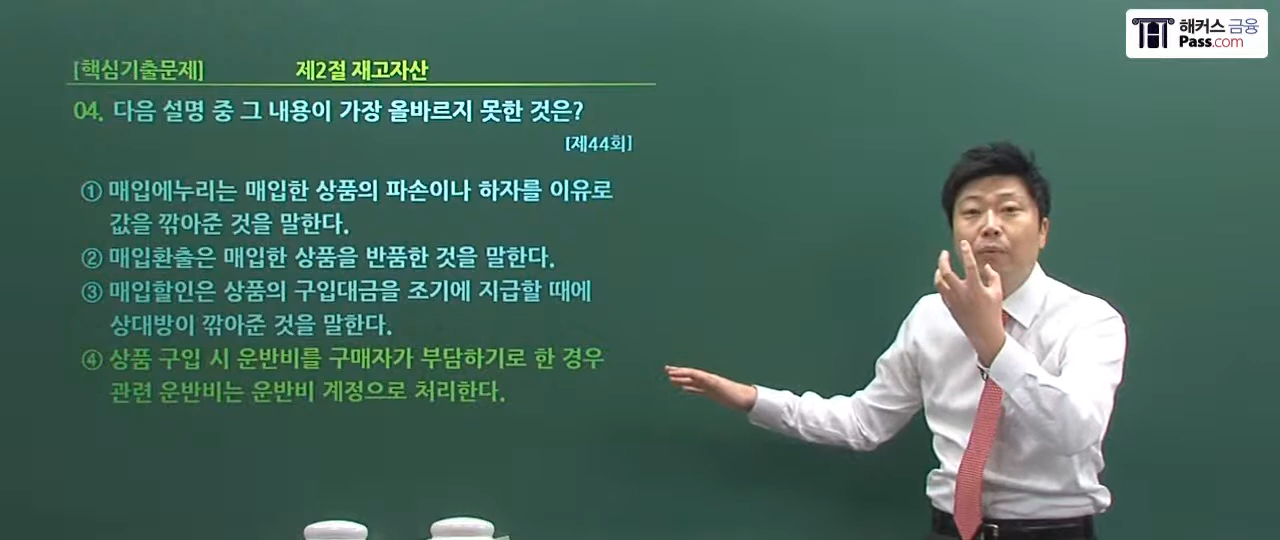 해커스 금융
Pass.com
[핵심기출문제] 제2절 재고자산
04. 다음 설명 중 그 내용이 가장 올바르지 못한 것은?
[제44회]
① 매입에누리는 매입한 상품의 파손이나 하자를 이유로
값을 깎아준 것을 말한다.
② 매입환출은 매입한 상품을 반품한 것을 말한다.
③ 매입할인은 상품의 구입대금을 조기에 지급할 때에
상대방이 깎아준 것을 말한다.
④ 상품 구입 시 운반비를 구매자가 부담하기로 한 경우
관련 운반비는 운반비 계정으로 처리한다.